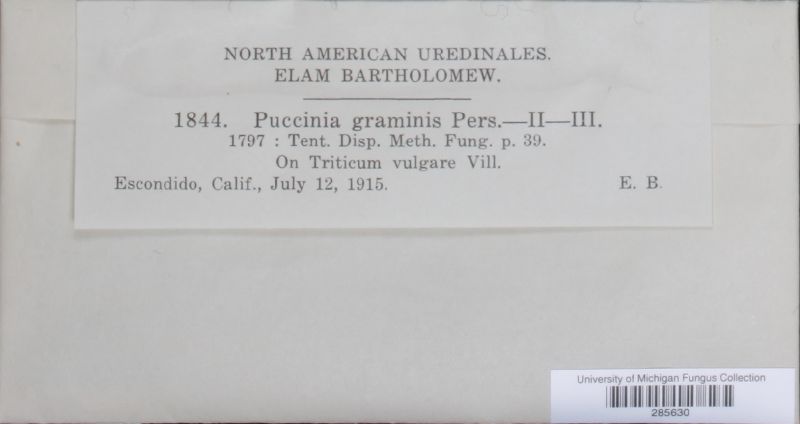 NORTH AMERICAN UREDINALES.
ELAM BARTHOLOMEW.
1844. Puccinia graminis Pers.—II—III.
1797 : Tent. Disp. Meth. Fung. p. 39.
On Triticum vulgare Vill.
Escondido, Calif., July 12, 1915. E. B.
University of Michigan Fungus Collection
285630